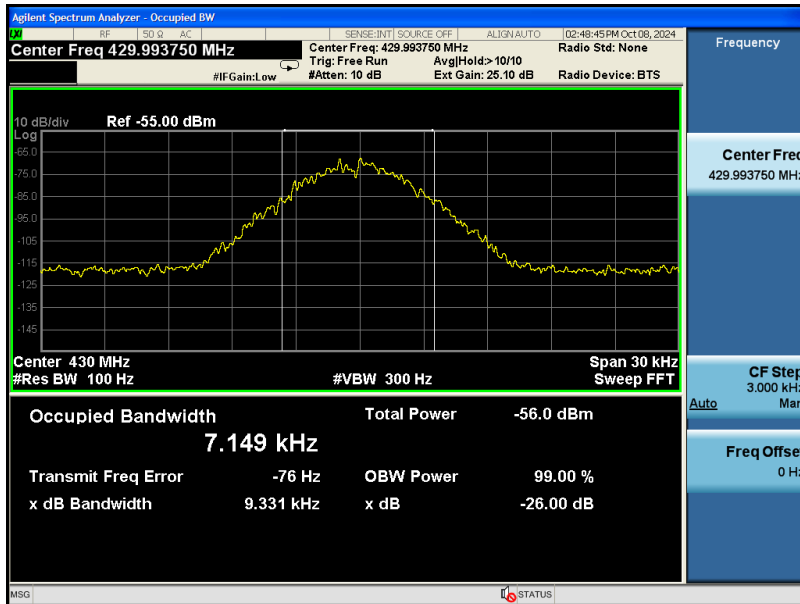 Agilent Spectrum Analyzer - Occupied BW
LXI RF 50 Ω AC SENSE:INT SOURCE OFF ALIGN AUTO 02:48:45 PM Oct 08, 2024
Center Freq 429.993750 MHz
Center Freq: 429.993750 MHz Radio Std: None
Trig: Free Run Avg|Hold:> 10/10
#IFGain:Low #Atten: 10 dB Ext Gain: 25.10 dB Radio Device: BTS
10 dB/div Ref -55.00 dBm
Log
-65.0
-75.0
-85.0
-95.0
-105
-115
-125
-135
-145
Center 430 MHz Span 30 kHz
#Res BW 100 Hz #VBW 300 Hz Sweep FFT
Occupied Bandwidth Total Power -56.0 dBm
7.149 kHz
Transmit Freq Error -76 Hz OBW Power 99.00 %
x dB Bandwidth 9.331 kHz x dB -26.00 dB
MSG STATUS
Frequency
Center Freq
429.993750 MHz
CF Step
3.000 kHz
Auto Man
Freq Offset
0 Hz